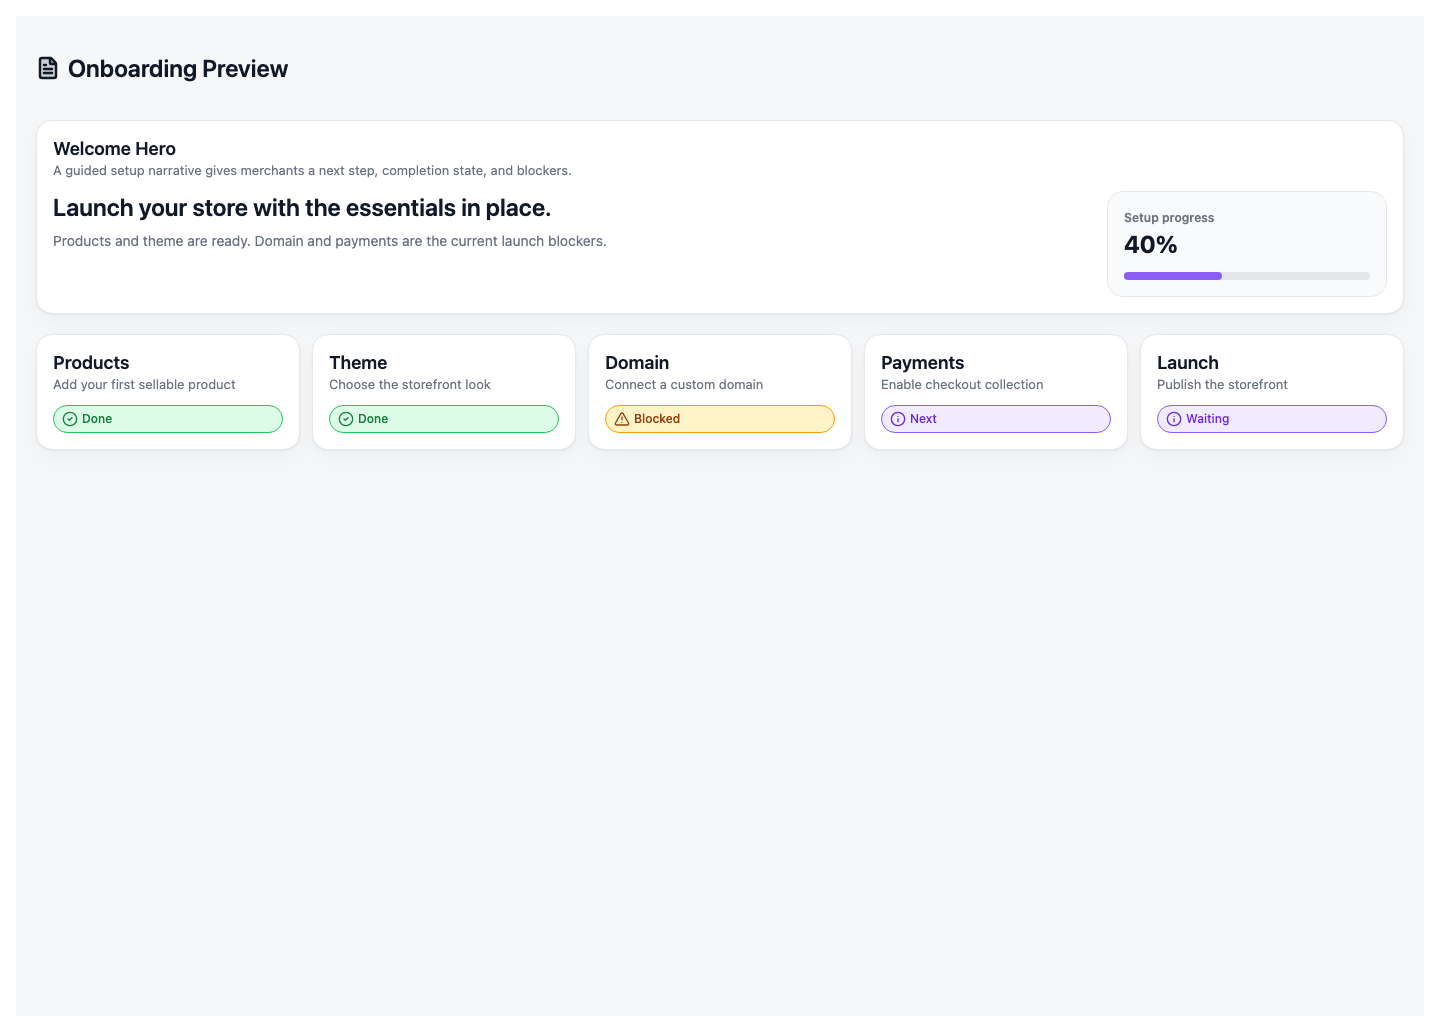 Onboarding Preview
Welcome Hero
A guided setup narrative gives merchants a next step, completion state, and blockers.
Launch your store with the essentials in place.
Products and theme are ready. Domain and payments are the current launch blockers.
Setup progress
40%
Products
Add your first sellable product
Done
Theme
Choose the storefront look
Done
Domain
Connect a custom domain
Blocked
Payments
Enable checkout collection
Next
Launch
Publish the storefront
Waiting